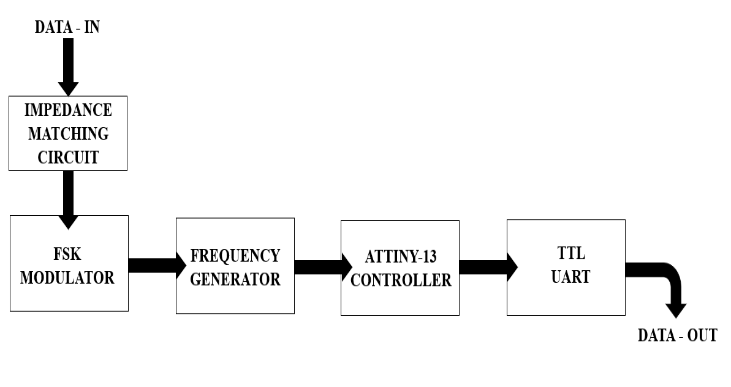 DATA - IN
IMPEDANCE
MATCHING
CIRCUIT
FSK
MODULATOR
FREQUENCY
GENERATOR
ATTINY-13
CONTROLLER
TTL
UART
DATA - OUT